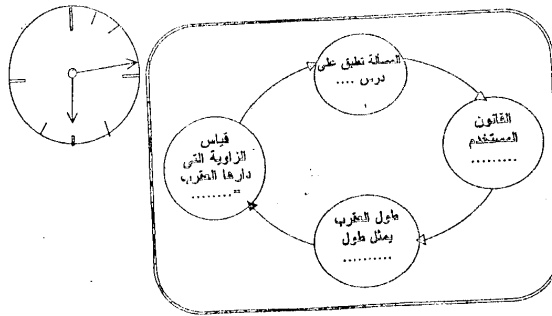 المسألة تطبق على
درس ....
القانون
المستخدم
.........
طول العقرب
يمثل طول
..........
قياس
الزاوية التي
دارها العقرب
=........